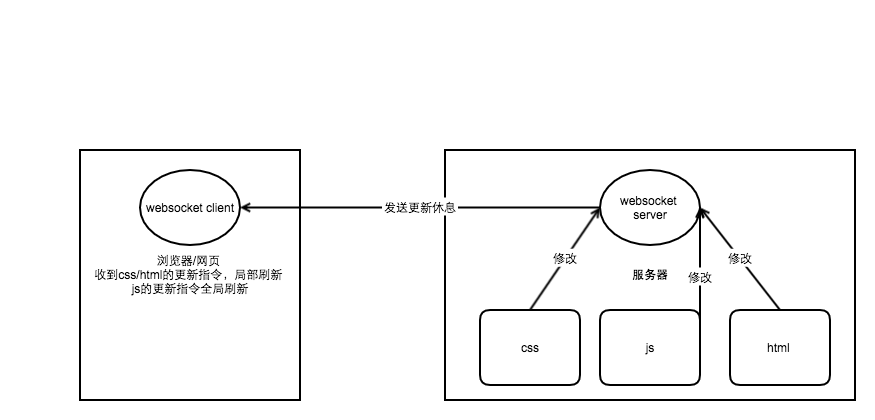 websocket client
浏览器/网页
收到css/html的更新指令，局部刷新
js的更新指令全局刷新
发送更新休息
websocket
server
修改
修改
修改
服务器
css
js
html